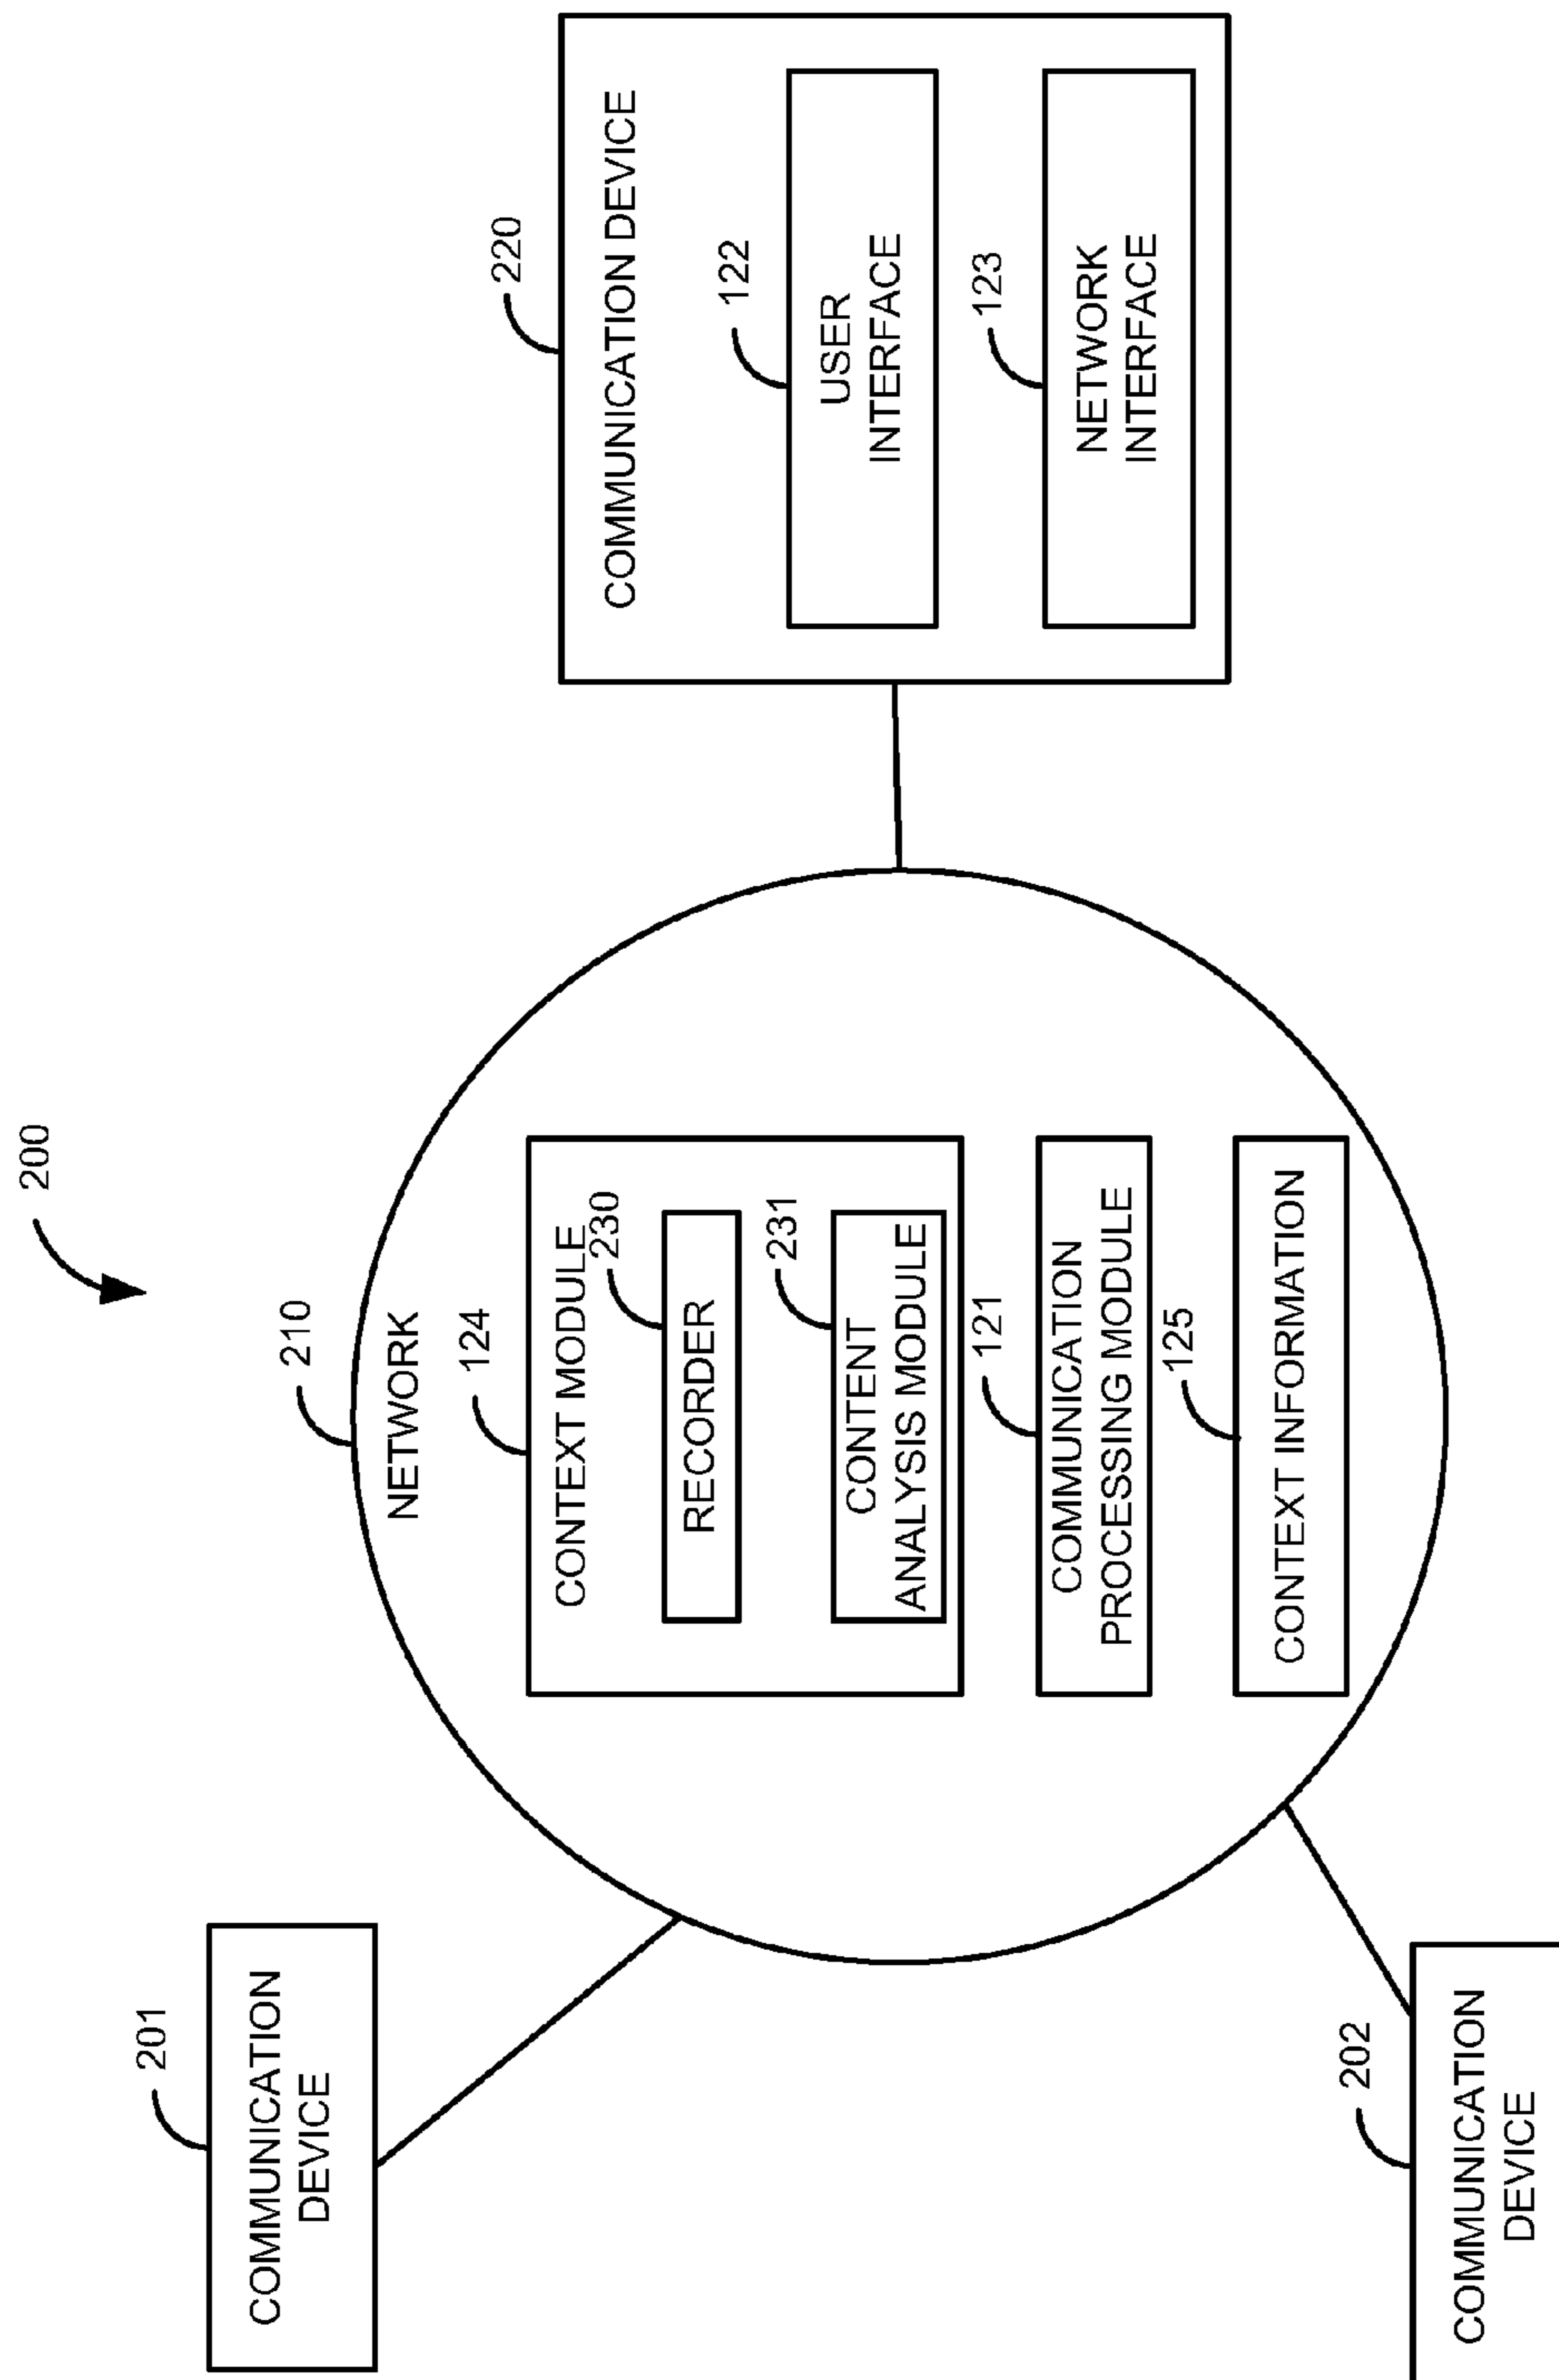 200
201
COMMUNICATION
DEVICE
210
NETWORK
124
CONTEXT MODULE
230
RECORDER
231
CONTENT
ANALYSIS MODULE
121
COMMUNICATION
PROCESSING MODULE
125
CONTEXT INFORMATION
220
COMMUNICATION DEVICE
122
USER
INTERFACE
123
NETWORK
INTERFACE
202
COMMUNICATION
DEVICE